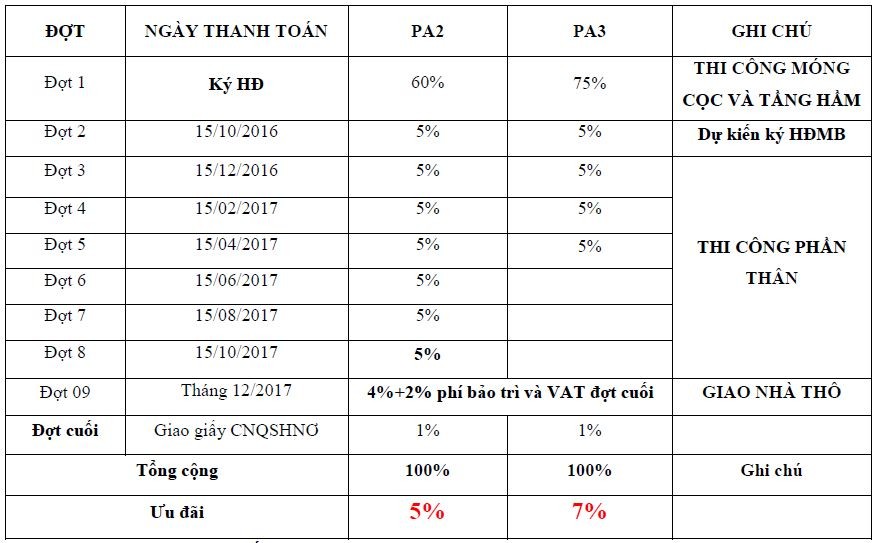 ĐỢT NGÀY THANH TOÁN PA2 PA3 GHI CHÚ
Đợt 1 Ký HĐ 60% 75% THI CÔNG MÓNG
CỌC VÀ TẦNG HẦM
Đợt 2 15/10/2016 5% 5% Dự kiến ký HĐMB
Đợt 3 15/12/2016 5% 5%
Đợt 4 15/02/2017 5% 5%
Đợt 5 15/04/2017 5% 5% THI CÔNG PHẦN
THÂN
Đợt 6 15/06/2017 5%
Đợt 7 15/08/2017 5%
Đợt 8 15/10/2017 5%
Đợt 09 Tháng 12/2017 4%+2% phí bảo trì và VAT đợt cuối GIAO NHÀ THÔ
Đợt cuối Giao giấy CNQSHNƠ 1% 1%
Tổng cộng 100% 100% Ghi chú
Ưu đãi 5% 7%